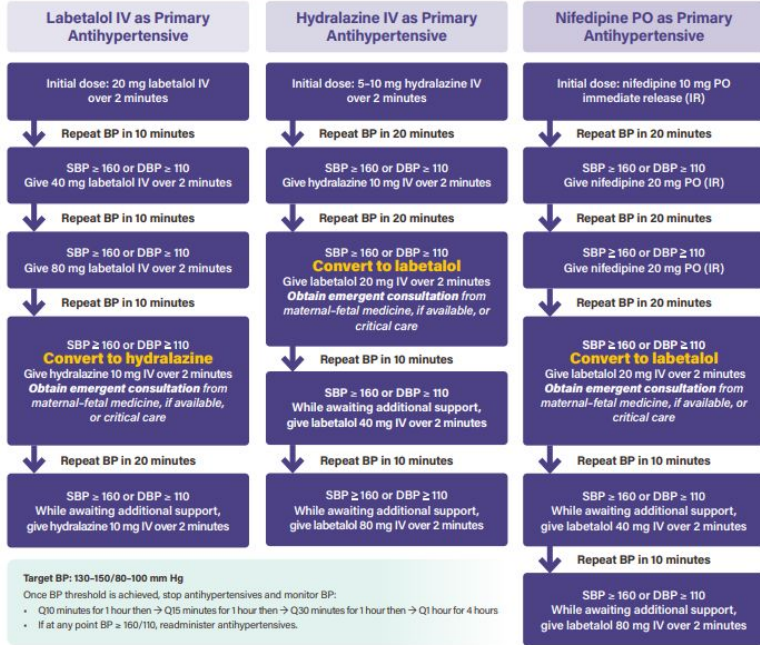 Labetalol IV as Primary
Antihypertensive
Initial dose: 20 mg labetalol IV
over 2 minutes
Repeat BP in 10 minutes
SBP ≥ 160 or DBP ≥ 110
Give 40 mg labetalol IV over 2 minutes
Repeat BP in 10 minutes
SBP ≥ 160 or DBP ≥ 110
Give 80 mg labetalol IV over 2 minutes
Repeat BP in 10 minutes
SBP ≧ 160 or DBP ≧ 110
Convert to hydralazine
Give hydralazine 10 mg IV over 2 minutes
Obtain emergent consultation from
maternal–fetal medicine, if available,
or critical care
Repeat BP in 20 minutes
SBP ≥ 160 or DBP ≥ 110
While awaiting additional support,
give hydralazine 10 mg IV over 2 minutes
Hydralazine IV as Primary
Antihypertensive
Initial dose: 5–10 mg hydralazine IV
over 2 minutes
Repeat BP in 20 minutes
SBP ≥ 160 or DBP ≥ 110
Give hydralazine 10 mg IV over 2 minutes
Repeat BP in 20 minutes
SBP ≥ 160 or DBP ≥ 110
Convert to labetalol
Give labetalol 20 mg IV over 2 minutes
Obtain emergent consultation from
maternal–fetal medicine, if available, or
critical care
Repeat BP in 10 minutes
SBP ≥ 160 or DBP ≥ 110
While awaiting additional support,
give labetalol 40 mg IV over 2 minutes
Repeat BP in 10 minutes
SBP ≧ 160 or DBP ≧ 110
While awaiting additional support,
give labetalol 80 mg IV over 2 minutes
Nifedipine PO as Primary
Antihypertensive
Initial dose: nifedipine 10 mg PO
immediate release (IR)
Repeat BP in 20 minutes
SBP ≥ 160 or DBP ≥ 110
Give nifedipine 20 mg PO (IR)
Repeat BP in 20 minutes
SBP ≧ 160 or DBP ≧ 110
Give nifedipine 20 mg PO (IR)
Repeat BP in 20 minutes
SBP ≧ 160 or DBP ≧ 110
Convert to labetalol
Give labetalol 20 mg IV over 2 minutes
Obtain emergent consultation from
maternal–fetal medicine, if available, or
critical care
Repeat BP in 10 minutes
SBP ≥ 160 or DBP ≥ 110
While awaiting additional support,
give labetalol 40 mg IV over 2 minutes
Repeat BP in 10 minutes
SBP ≥ 160 or DBP ≥ 110
While awaiting additional support,
give labetalol 80 mg IV over 2 minutes
Target BP: 130–150/80–100 mm Hg
Once BP threshold is achieved, stop antihypertensives and monitor BP:
• Q10 minutes for 1 hour then → Q15 minutes for 1 hour then → Q30 minutes for 1 hour then → Q1 hour for 4 hours
• If at any point BP ≥ 160/110, readminister antihypertensives.